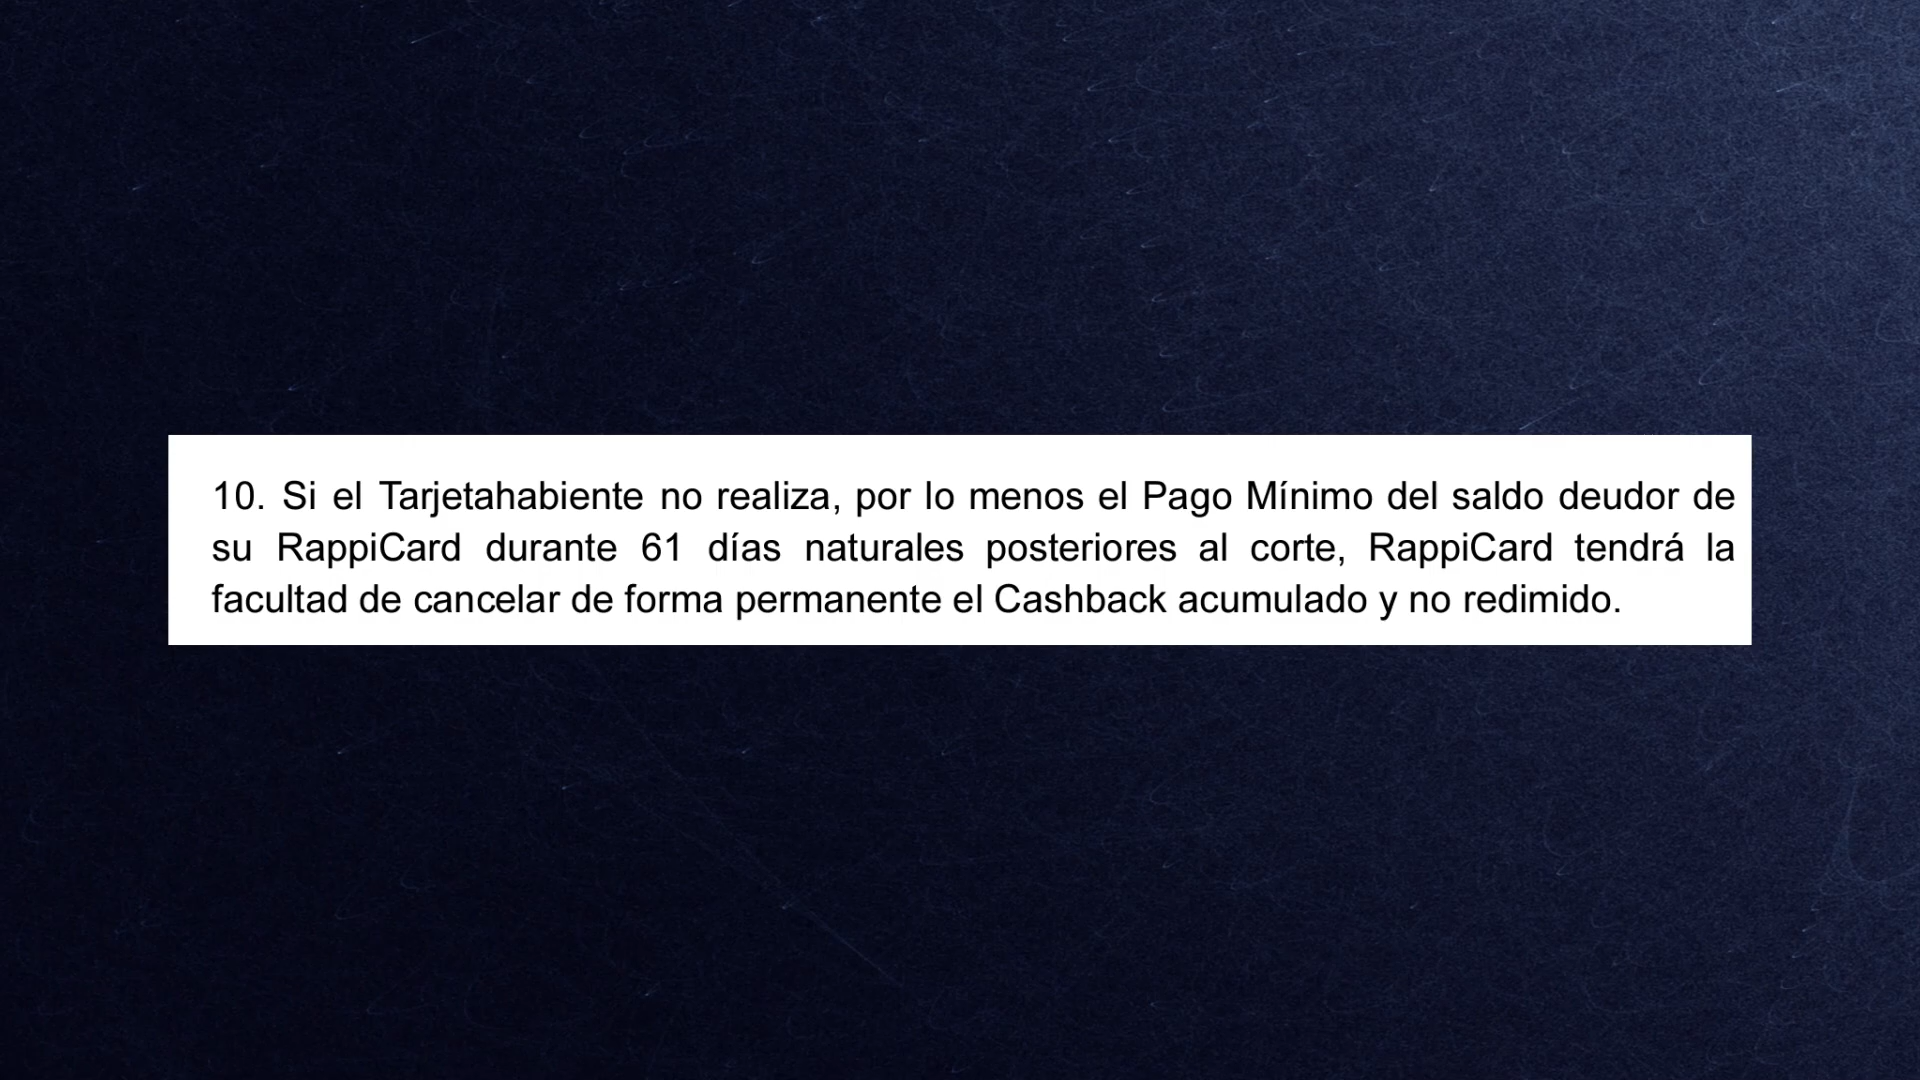 10. Si el Tarjetahabiente no realiza, por lo menos el Pago Mínimo del saldo deudor de
su RappiCard durante 61 días naturales posteriores al corte, RappiCard tendrá la
facultad de cancelar de forma permanente el Cashback acumulado y no redimido.